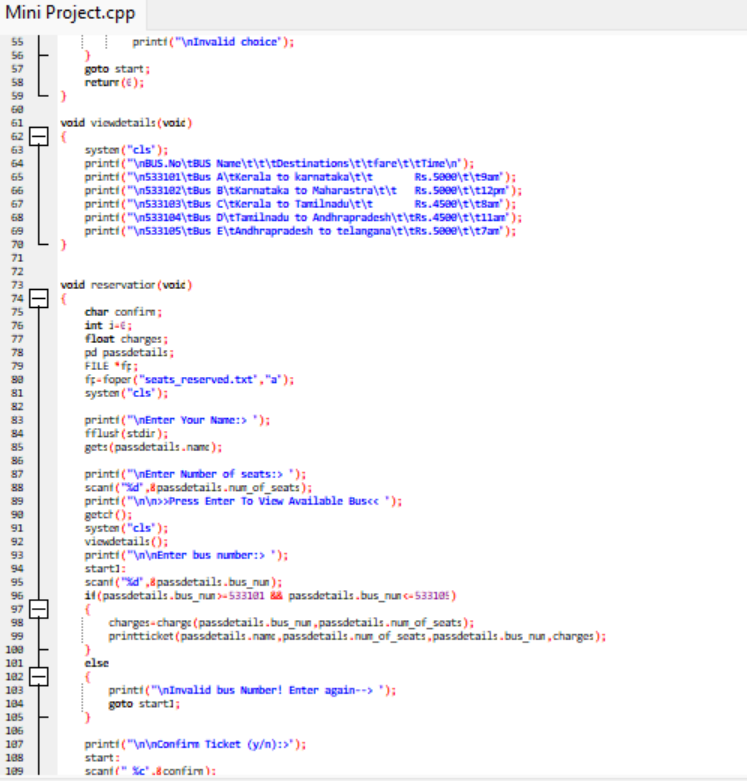 Mini Project.cpp
55 printf("\nInvalid choice");
56 }
57 goto start;
58 return(0);
59 }
60
61 void viewdetails(void)
62 {
63 system("cls");
64 printf("\nBUS.No\tBUS Name\t\t\tDestinations\t\tfare\t\tTime\n");
65 printf("\n533101\tBus A\tKerala to karnataka\t\t Rs.5000\t\t9am");
66 printf("\n533102\tBus B\tKarnataka to Maharastra\t\t Rs.5000\t\t12pm");
67 printf("\n533103\tBus C\tKerala to Tamilnadu\t\t Rs.4500\t\t8am");
68 printf("\n533104\tBus D\tTamilnadu to Andhrapradesh\t\tRs.4500\t\t11am");
69 printf("\n533105\tBus E\tAndhrapradesh to telangana\t\tRs.5000\t\t7am");
70 }
71
72
73 void reservation(void)
74 {
75 char confirm;
76 int i=0;
77 float charges;
78 pd passdetails;
79 FILE *fp;
80 fp=fopen("seats_reserved.txt","a");
81 system("cls");
82
83 printf("\nEnter Your Name:> ");
84 fflush(stdin);
85 gets(passdetails.name);
86
87 printf("\nEnter Number of seats:> ");
88 scanf("%d",&passdetails.num_of_seats);
89 printf("\n\n>>Press Enter To View Available Bus<< ");
90 getch();
91 system("cls");
92 viewdetails();
93 printf("\n\nEnter bus number:> ");
94 start1:
95 scanf("%d",&passdetails.bus_num);
96 if(passdetails.bus_num>=533101 && passdetails.bus_num<=533105)
97 {
98 charges=charge(passdetails.bus_num,passdetails.num_of_seats);
99 printticket(passdetails.name,passdetails.num_of_seats,passdetails.bus_num,charges);
100 }
101 else
102 {
103 printf("\nInvalid bus Number! Enter again--> ");
104 goto start1;
105 }
106
107 printf("\n\nConfirm Ticket (y/n):>");
108 start:
109 scanf(" %c",&confirm);